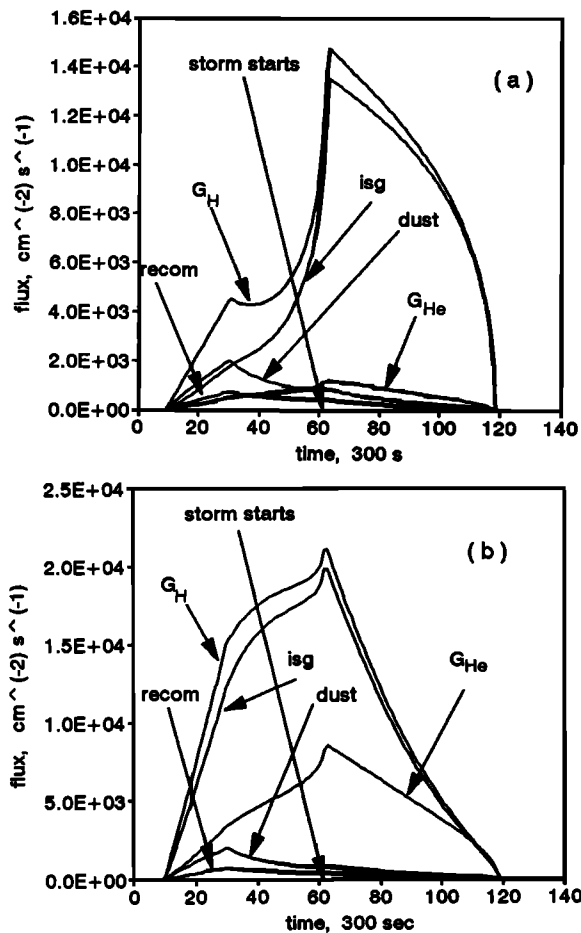 1.6E+04
1.4E+04
1.2E+04
1.0E+04
8.0E+03
6.0E+03
4.0E+03
2.0E+03
0.0E+00
flux, cm^(-2) s^(-1)
storm starts
(a)
isg
G_H
dust
recom
G_He
0 20 40 60 80 100 120 140
time, 300 s
2.5E+04
2.0E+04
1.5E+04
1.0E+04
5.0E+03
0.0E+00
flux, cm^(-2) s^(-1)
storm starts
(b)
G_H
isg
G_He
recom
dust
0 20 40 60 80 100 120 140
time, 300 sec